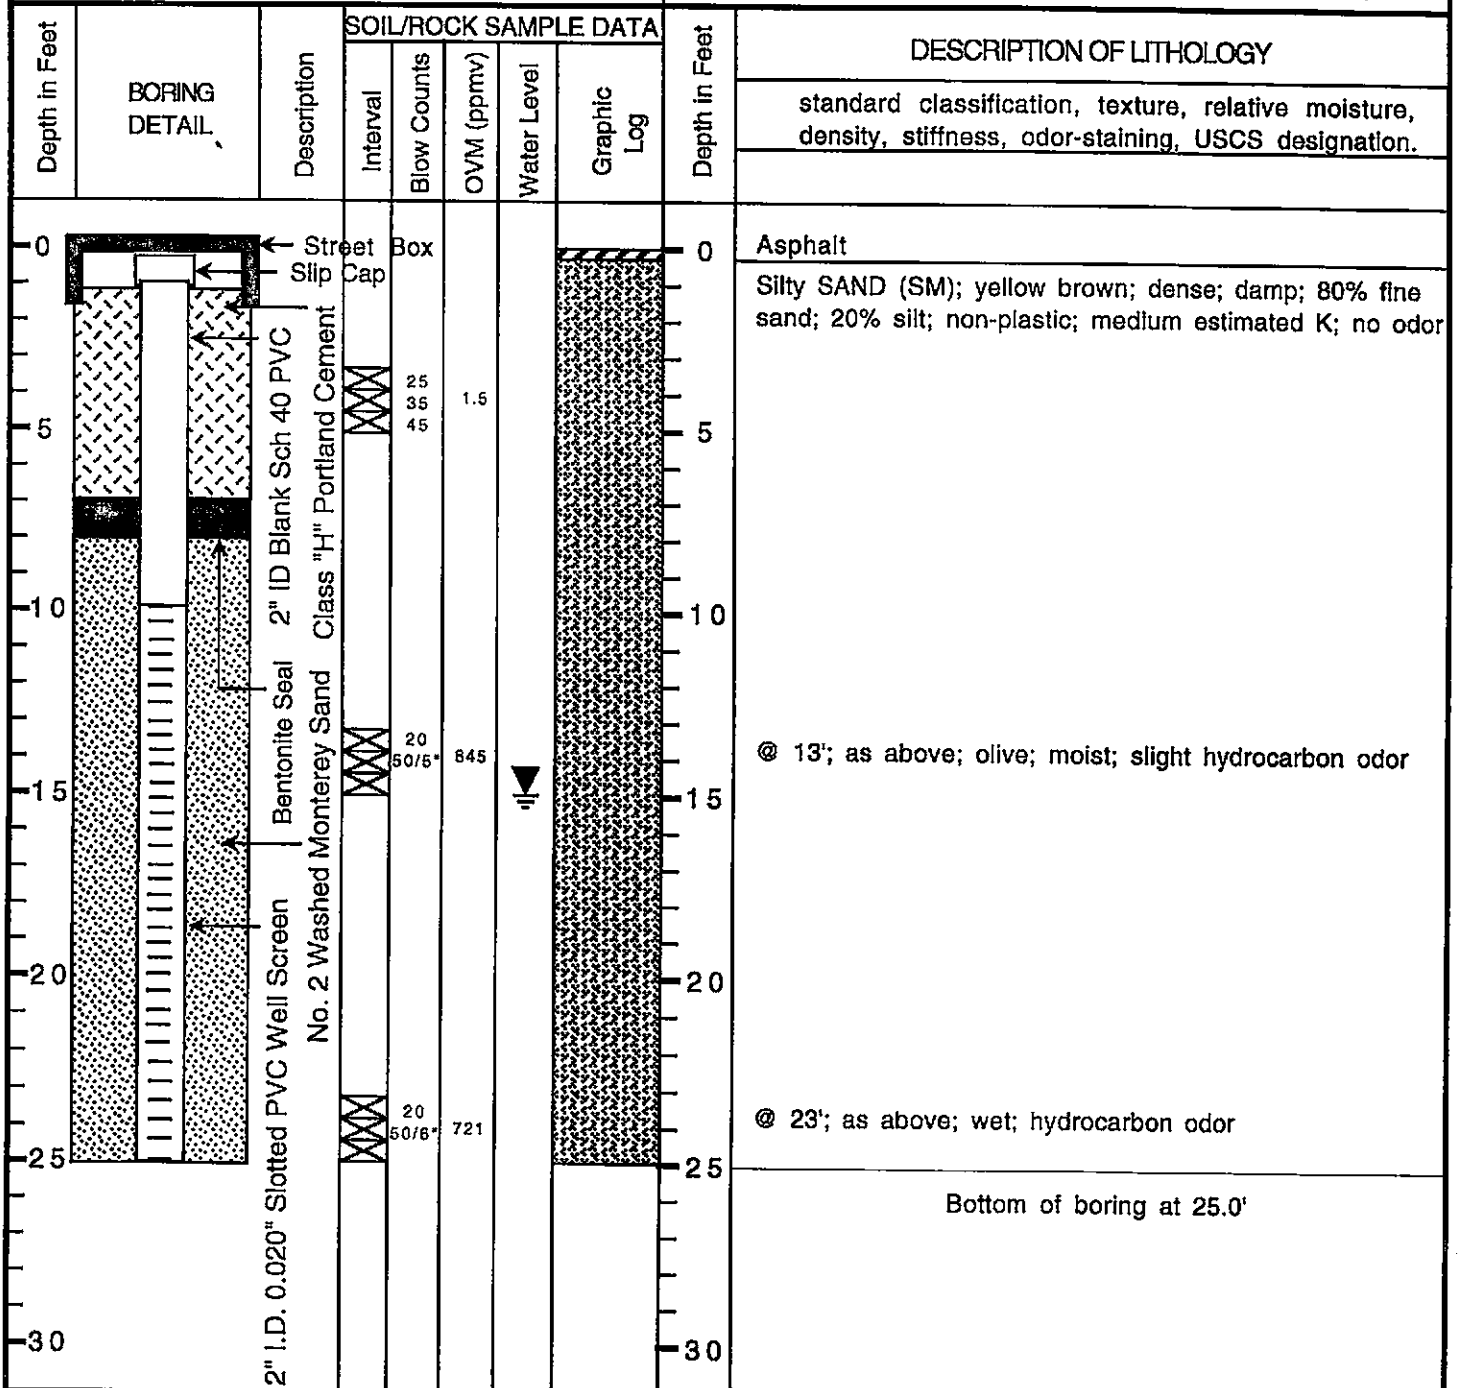 SOIL/ROCK SAMPLE DATA
Depth in Feet
BORING
DETAIL
Description
Interval
Blow Counts
OVM (ppmv)
Water Level
Graphic
Log
Depth in Feet
DESCRIPTION OF LITHOLOGY
standard classification, texture, relative moisture,
density, stiffness, odor-staining, USCS designation.
0
Street Box
Slip Cap
0
Asphalt
Silty SAND (SM); yellow brown; dense; damp; 80% fine
sand; 20% silt; non-plastic; medium estimated K; no odor
2" ID Blank Sch 40 PVC
Class "H" Portland Cement
25
35
45
1.5
5
5
10
10
Bentonite Seal
No. 2 Washed Monterey Sand
20
50/5"
845
@ 13'; as above; olive; moist; slight hydrocarbon odor
15
15
2" I.D. 0.020" Slotted PVC Well Screen
20
20
20
50/6"
721
@ 23'; as above; wet; hydrocarbon odor
25
25
Bottom of boring at 25.0'
30
30